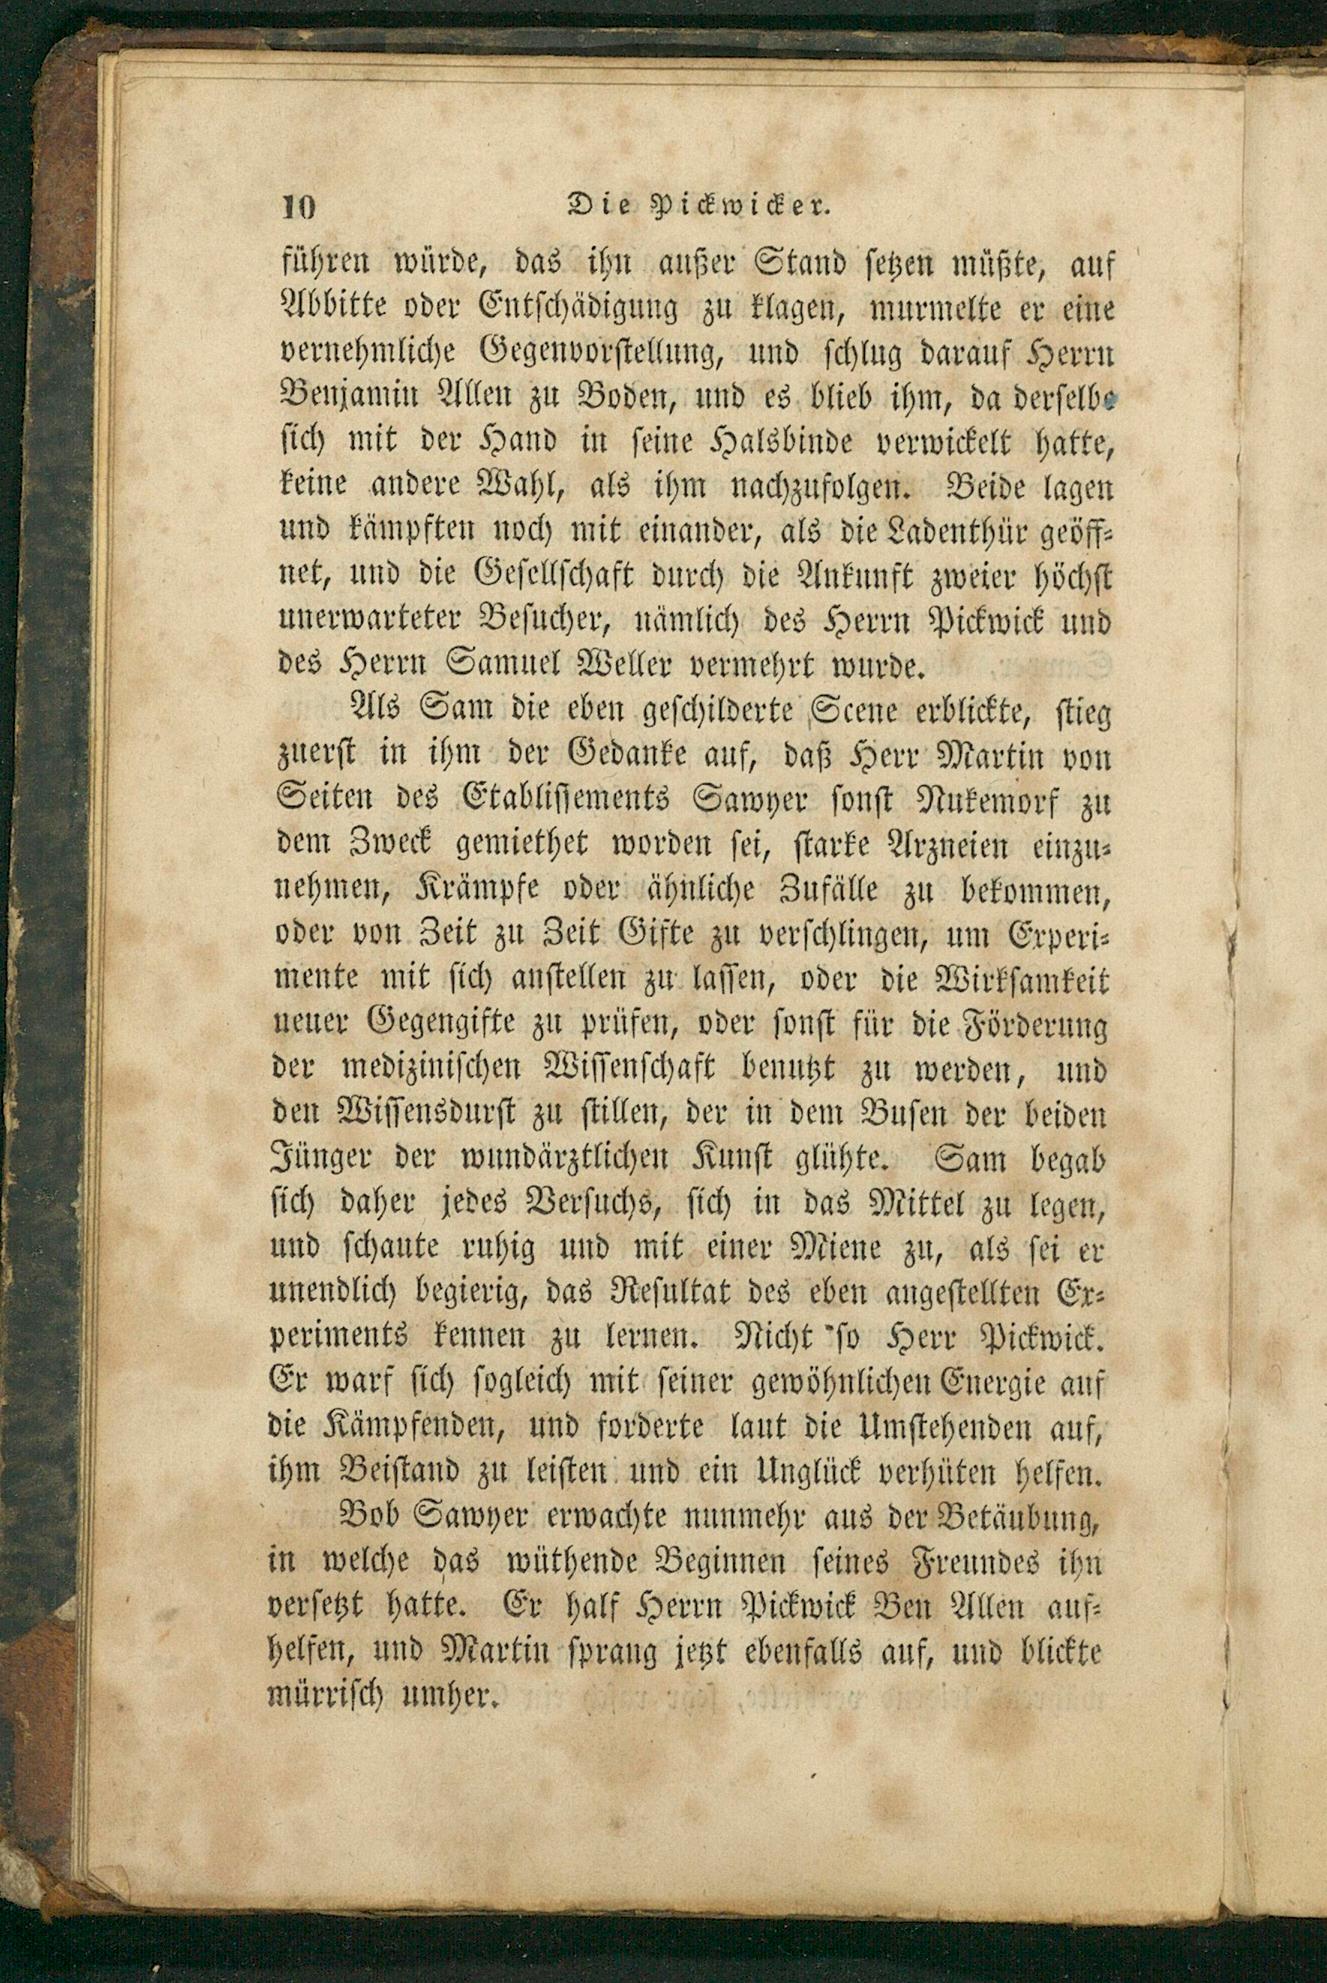 10 Die Pickwicker.
führen würde, das ihn außer Stand setzen müßte, auf
Abbitte oder Entschädigung zu klagen, murmelte er eine
vernehmliche Gegenvorstellung, und schlug darauf Herrn
Benjamin Allen zu Boden, und es blieb ihm, da derselbe
sich mit der Hand in seine Halsbinde verwickelt hatte,
keine andere Wahl, als ihm nachzufolgen. Beide lagen
und kämpften noch mit einander, als die Ladenthür geöff-
net, und die Gesellschaft durch die Ankunft zweier höchst
unerwarteter Besucher, nämlich des Herrn Pickwick und
des Herrn Samuel Weller vermehrt wurde.
Als Sam die eben geschilderte Scene erblickte, stieg
zuerst in ihm der Gedanke auf, daß Herr Martin von
Seiten des Etablissements Sawyer sonst Nukemorf zu
dem Zweck gemiethet worden sei, starke Arzneien einzu-
nehmen, Krämpfe oder ähnliche Zufälle zu bekommen,
oder von Zeit zu Zeit Gifte zu verschlingen, um Experi-
mente mit sich anstellen zu lassen, oder die Wirksamkeit
neuer Gegengifte zu prüfen, oder sonst für die Förderung
der medizinischen Wissenschaft benutzt zu werden, und
den Wissensdurst zu stillen, der in dem Busen der beiden
Jünger der wundärztlichen Kunst glühte. Sam begab
sich daher jedes Versuchs, sich in das Mittel zu legen,
und schaute ruhig und mit einer Miene zu, als sei er
unendlich begierig, das Resultat des eben angestellten Ex-
periments kennen zu lernen. Nicht so Herr Pickwick.
Er warf sich sogleich mit seiner gewöhnlichen Energie auf
die Kämpfenden, und forderte laut die Umstehenden auf,
ihm Beistand zu leisten und ein Unglück verhüten helfen.
Bob Sawyer erwachte nunmehr aus der Betäubung,
in welche das wüthende Beginnen seines Freundes ihn
versetzt hatte. Er half Herrn Pickwick Ben Allen auf-
helfen, und Martin sprang jetzt ebenfalls auf, und blickte
mürrisch umher.